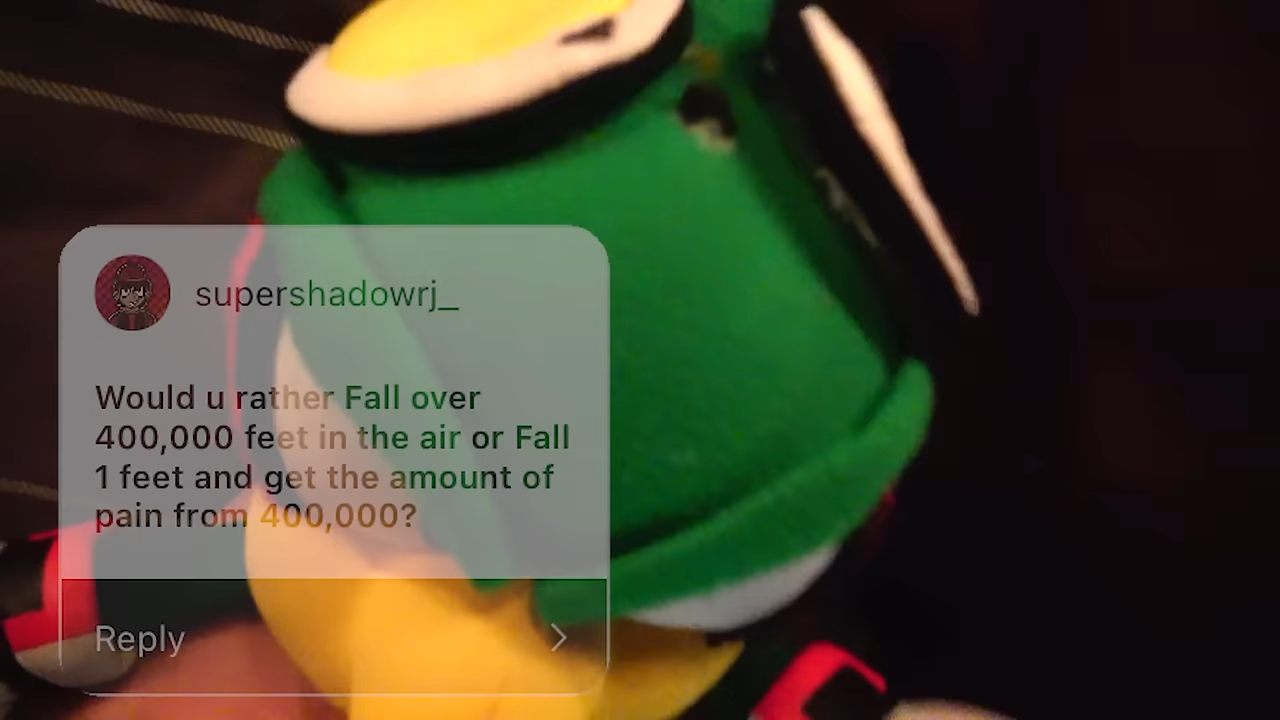 supershadowrj_
Would u rather Fall over
400,000 feet in the air or Fall
1 feet and get the amount of
pain from 400,000?
Reply